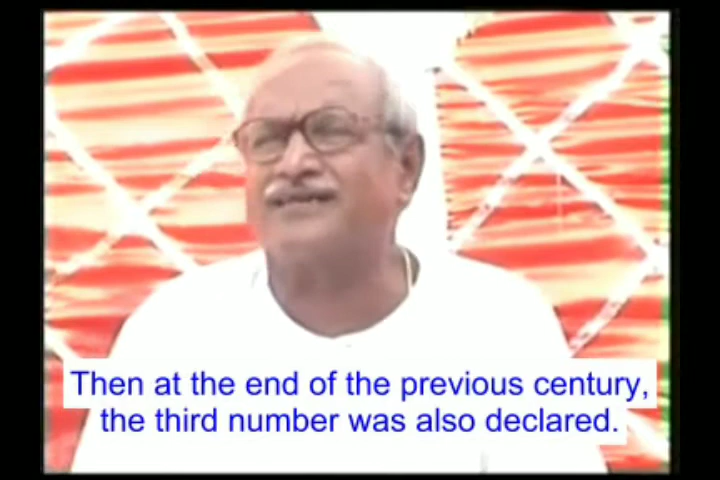 Then at the end of the previous century,
the third number was also declared.